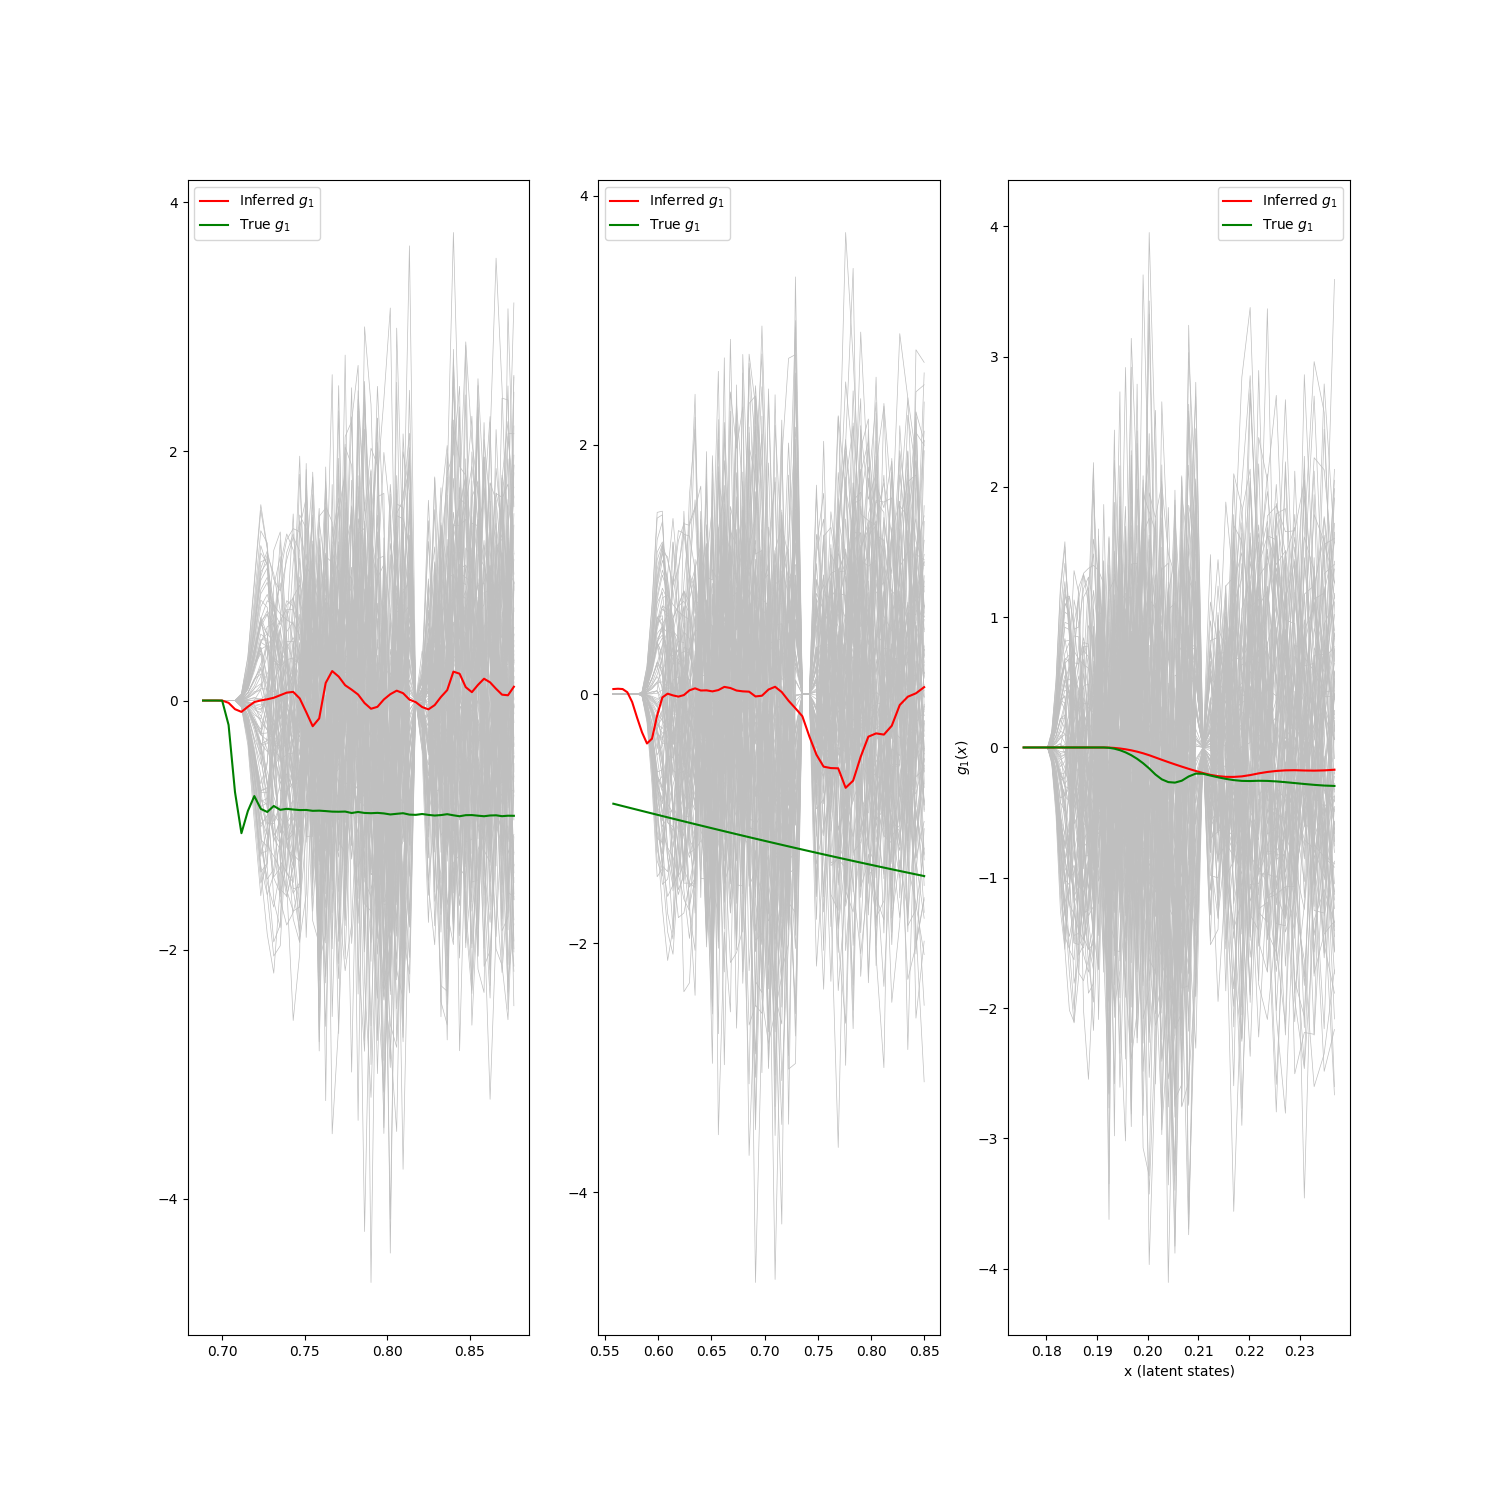 Inferred g₁
True g₁
4
2
0
−2
−4
0.70 0.75 0.80 0.85
Inferred g₁
True g₁
4
2
0
−2
−4
0.55 0.60 0.65 0.70 0.75 0.80 0.85
Inferred g₁
True g₁
g₁(x)
4
3
2
1
0
−1
−2
−3
−4
0.18 0.19 0.20 0.21 0.22 0.23
x (latent states)